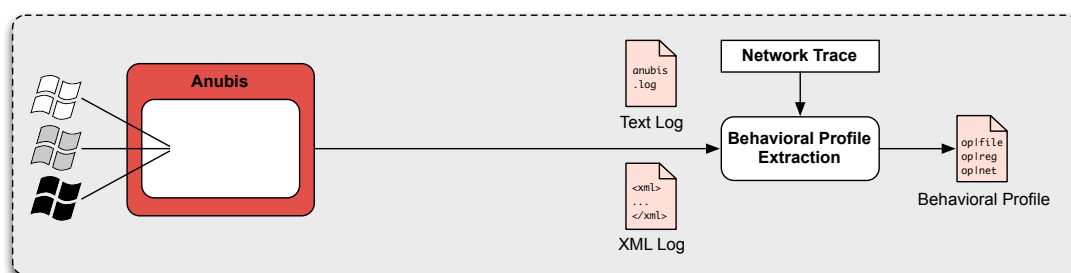 Anubis
anubis
.log
Text Log
<xml>
...
</xml>
XML Log
Network Trace
Behavioral Profile
Extraction
op|file
op|reg
op|net
Behavioral Profile